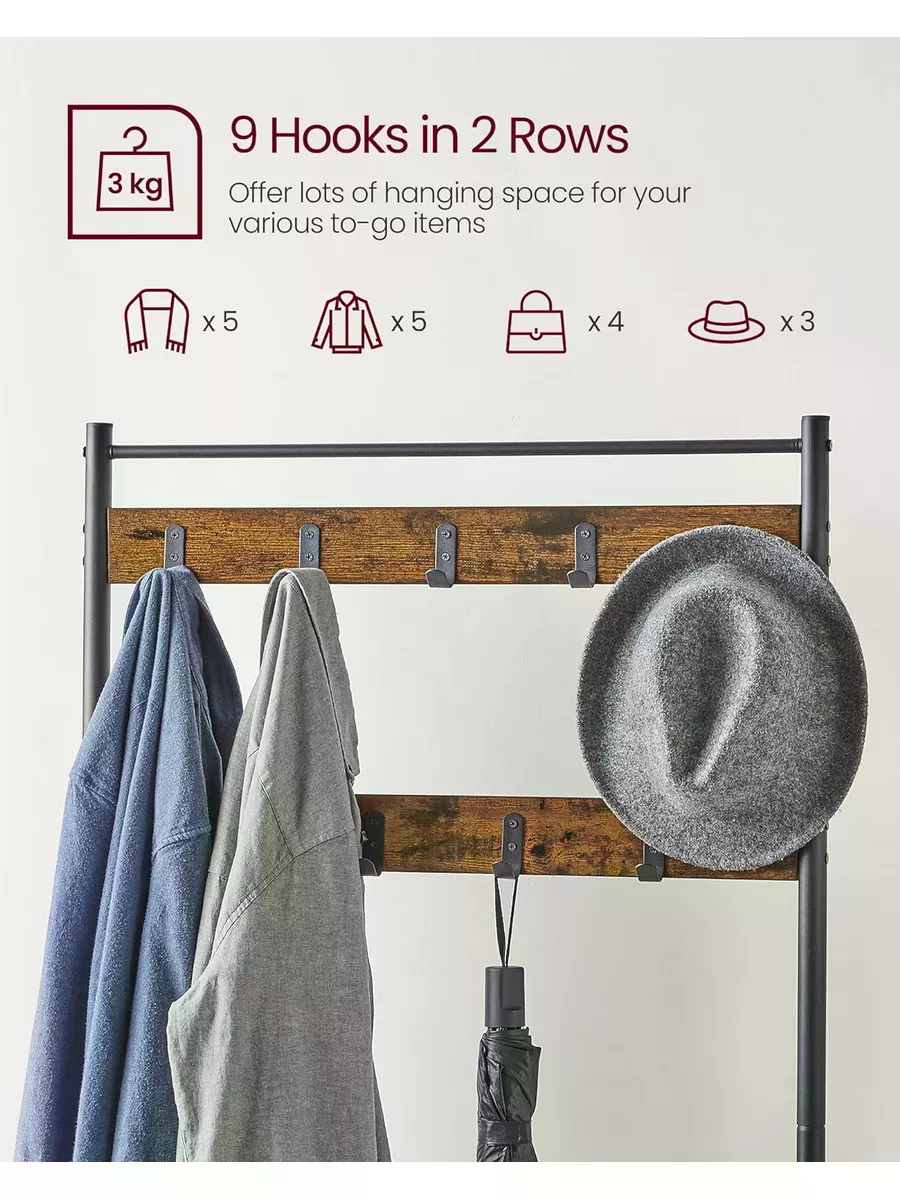 3 kg
9 Hooks in 2 Rows
Offer lots of hanging space for your
various to-go items
x 5
x 5
x 4
x 3